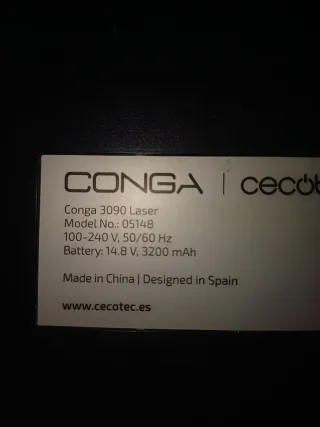 CONGA | cecot
Conga 3090 Laser
Model No.: 05148
100-240 V, 50/60 Hz
Battery: 14.8 V, 3200 mAh
Made in China | Designed in Spain
www.cecotec.es